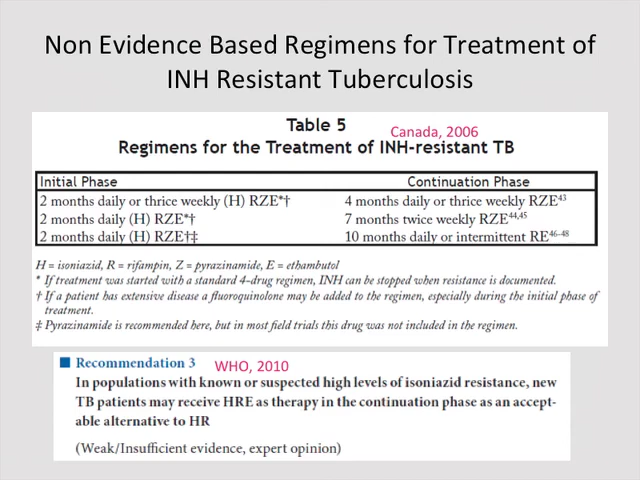 Non Evidence Based Regimens for Treatment of
INH Resistant Tuberculosis
Table 5
Canada, 2006
Regimens for the Treatment of INH-resistant TB
Initial Phase Continuation Phase
2 months daily or thrice weekly (H) RZE*† 4 months daily or thrice weekly RZE43
2 months daily (H) RZE*† 7 months twice weekly RZE44,45
2 months daily (H) RZE†‡ 10 months daily or intermittent RE46-48
H = isoniazid, R = rifampin, Z = pyrazinamide, E = ethambutol
* If treatment was started with a standard 4-drug regimen, INH can be stopped when resistance is documented.
† If a patient has extensive disease a fluoroquinolone may be added to the regimen, especially during the initial phase of
treatment.
‡ Pyrazinamide is recommended here, but in most field trials this drug was not included in the regimen.
Recommendation 3 WHO, 2010
In populations with known or suspected high levels of isoniazid resistance, new
TB patients may receive HRE as therapy in the continuation phase as an accept-
able alternative to HR
(Weak/Insufficient evidence, expert opinion)